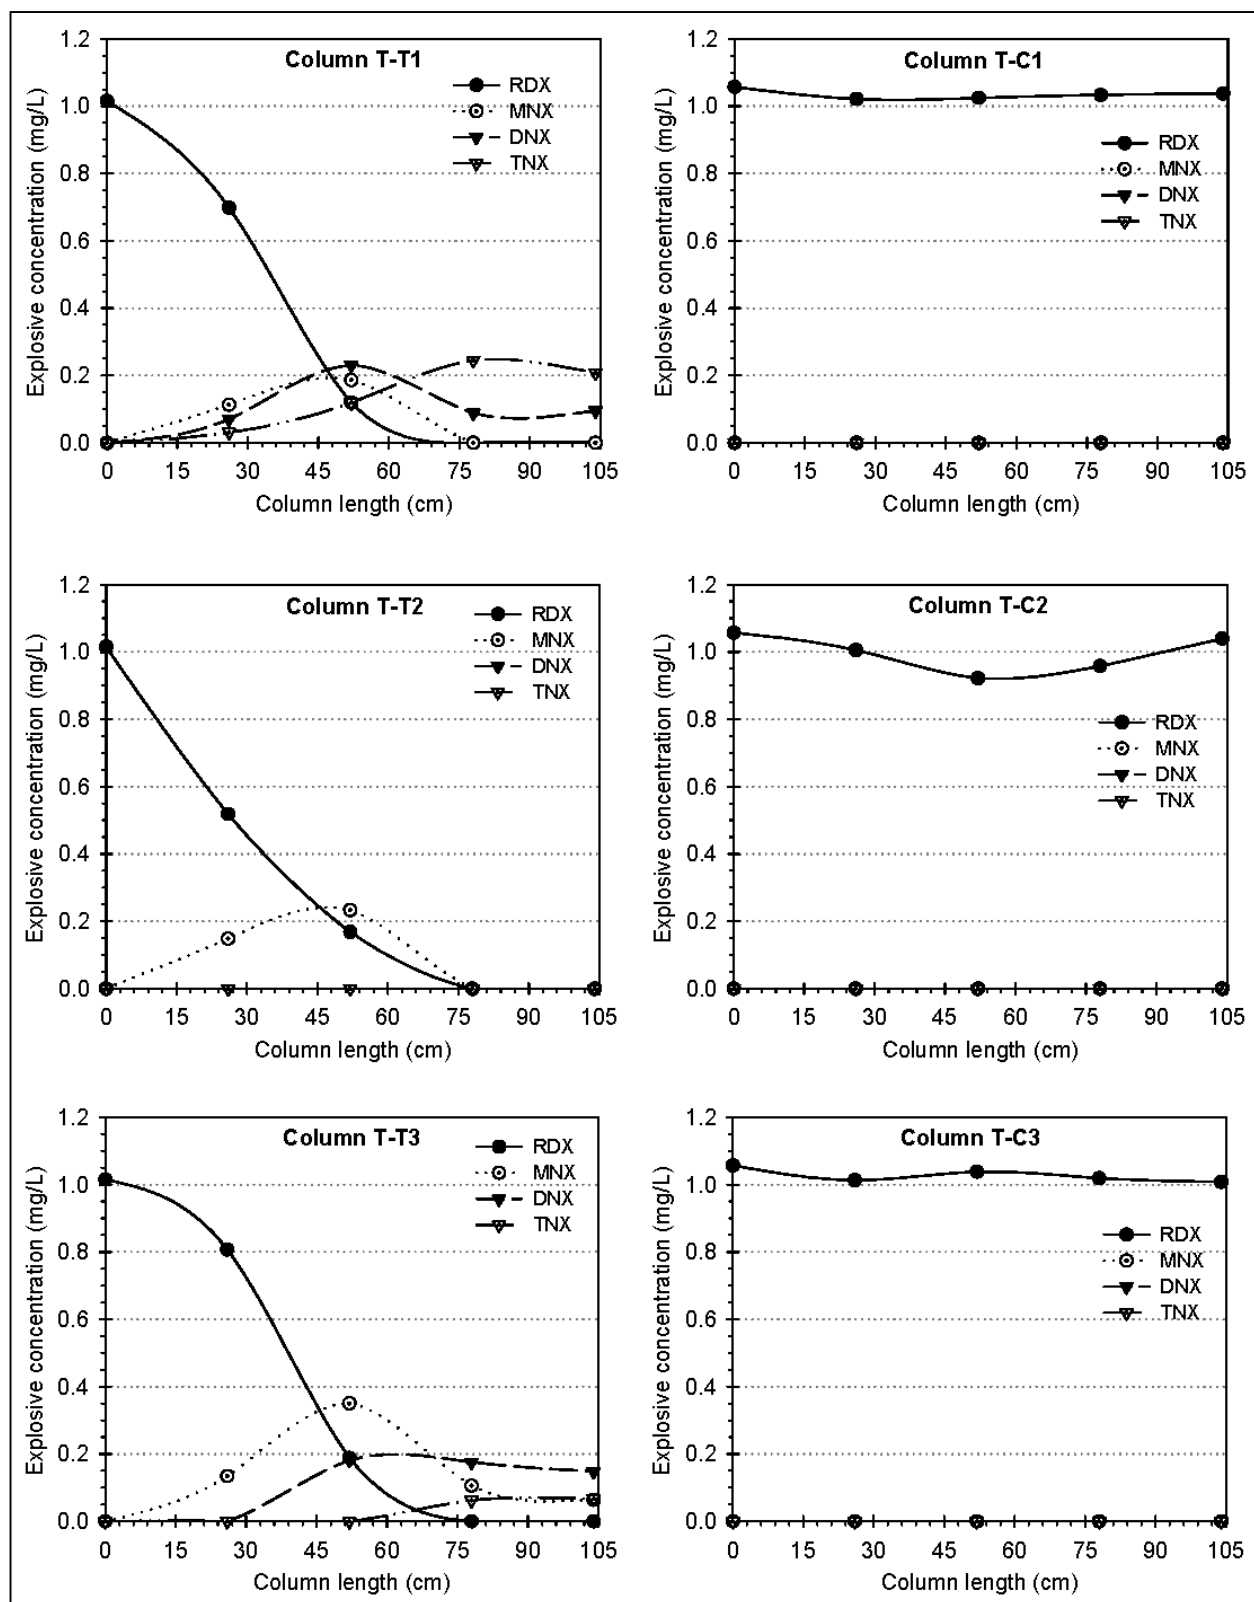 Column T-T1
RDX
MNX
DNX
TNX
Explosive concentration (mg/L)
1.2
1.0
0.8
0.6
0.4
0.2
0.0
0 15 30 45 60 75 90 105
Column length (cm)
Column T-C1
RDX
MNX
DNX
TNX
Explosive concentration (mg/L)
1.2
1.0
0.8
0.6
0.4
0.2
0.0
0 15 30 45 60 75 90 105
Column length (cm)
Column T-T2
RDX
MNX
DNX
TNX
Explosive concentration (mg/L)
1.2
1.0
0.8
0.6
0.4
0.2
0.0
0 15 30 45 60 75 90 105
Column length (cm)
Column T-C2
RDX
MNX
DNX
TNX
Explosive concentration (mg/L)
1.2
1.0
0.8
0.6
0.4
0.2
0.0
0 15 30 45 60 75 90 105
Column length (cm)
Column T-T3
RDX
MNX
DNX
TNX
Explosive concentration (mg/L)
1.2
1.0
0.8
0.6
0.4
0.2
0.0
0 15 30 45 60 75 90 105
Column length (cm)
Column T-C3
RDX
MNX
DNX
TNX
Explosive concentration (mg/L)
1.2
1.0
0.8
0.6
0.4
0.2
0.0
0 15 30 45 60 75 90 105
Column length (cm)